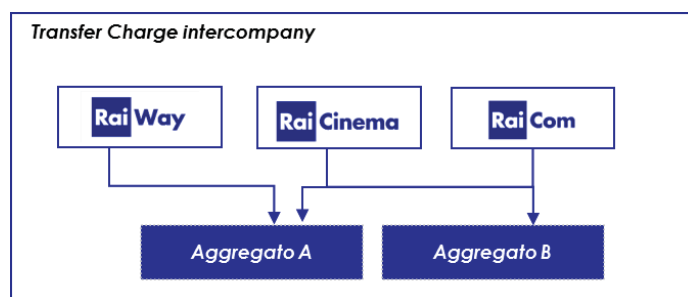 Transfer Charge intercompany
Rai Way
Rai Cinema
Rai Com
Aggregato A
Aggregato B